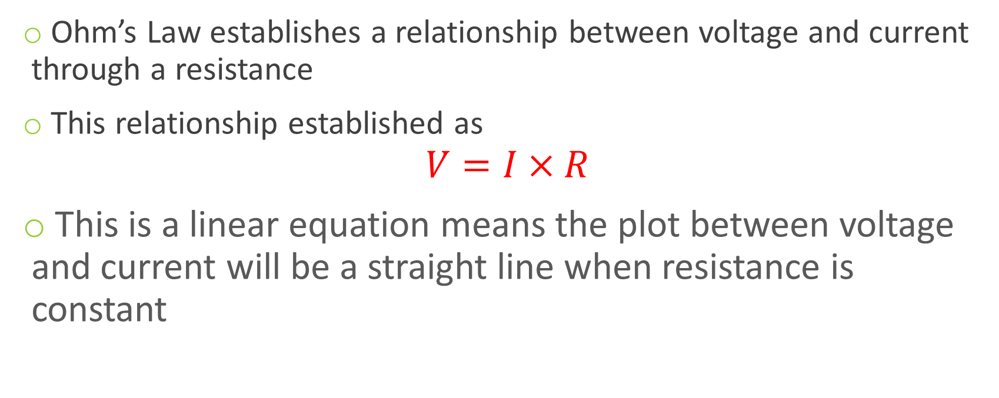 ○ Ohm’s Law establishes a relationship between voltage and current
through a resistance
○ This relationship established as
V = I × R
○ This is a linear equation means the plot between voltage
and current will be a straight line when resistance is
constant